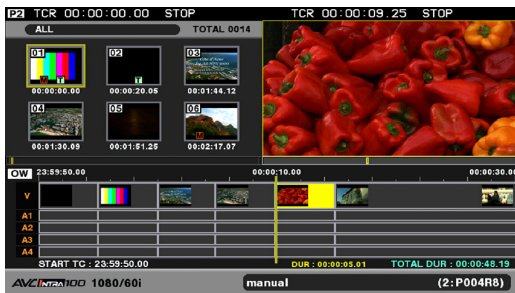 P2 TCR 00:00:00.00 STOP TCR 00:00:09.25 STOP
ALL TOTAL 0014
01 02 03
M T T
00:00:00.00 00:00:20.05 00:01:44.12
04 05 06
M
00:01:30.09 00:01:51.25 00:02:17.07
OW 23:59:50.00 00:00:10.00 00:00:30.0
V
A1
A2
A3
A4
START TC : 23:59:50.00 DUR : 00:00:05.01 TOTAL DUR : 00:00:48.19
AVC INTRA 100 1080/60i manual (2:P004R8)